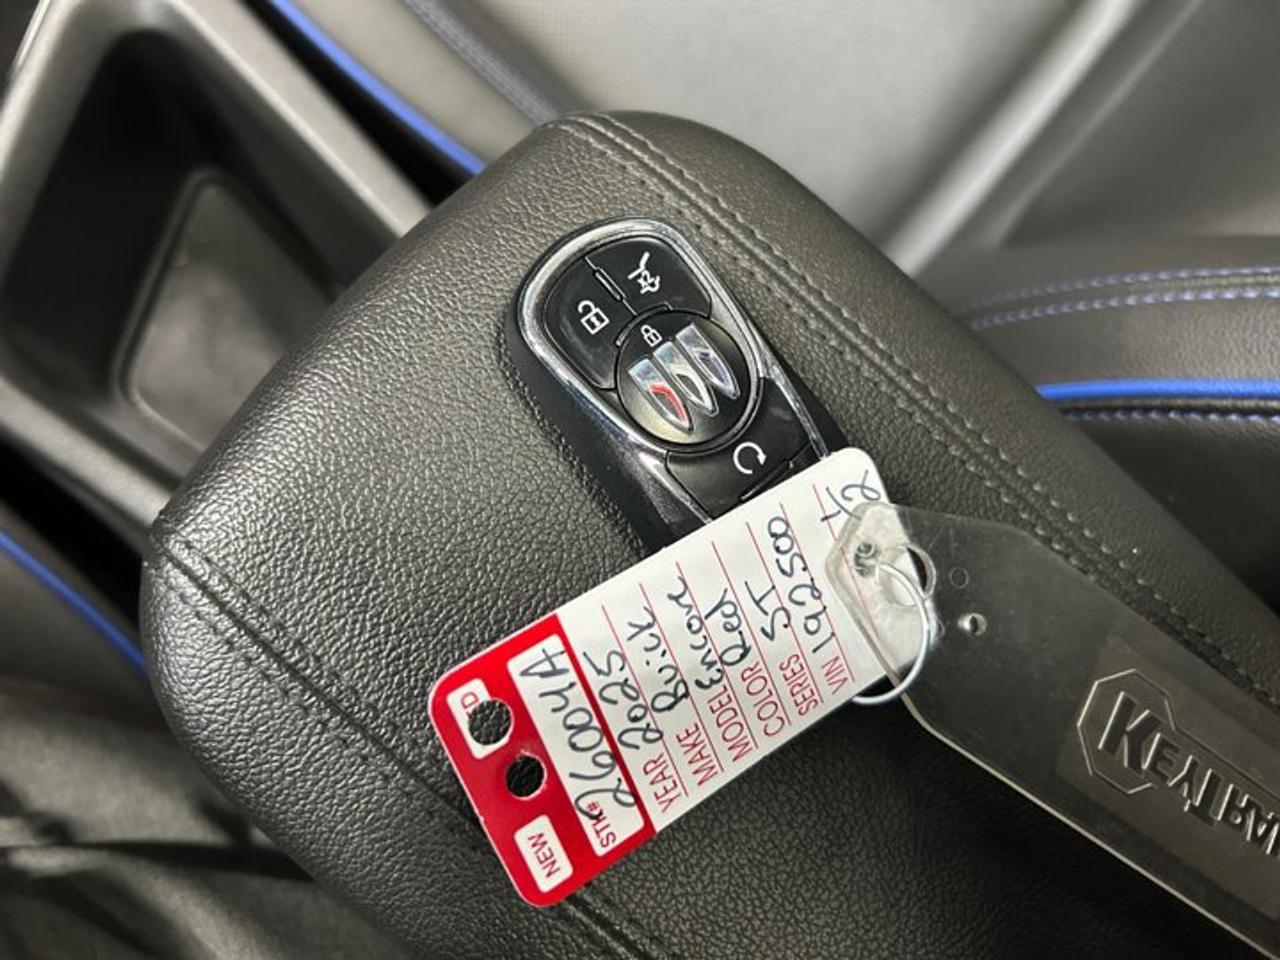 NEW
STK# 26004A
YEAR 2025
MAKE Buick
MODEL Encore
COLOR Red
SERIES ST
VIN 192500
KEYTRAK